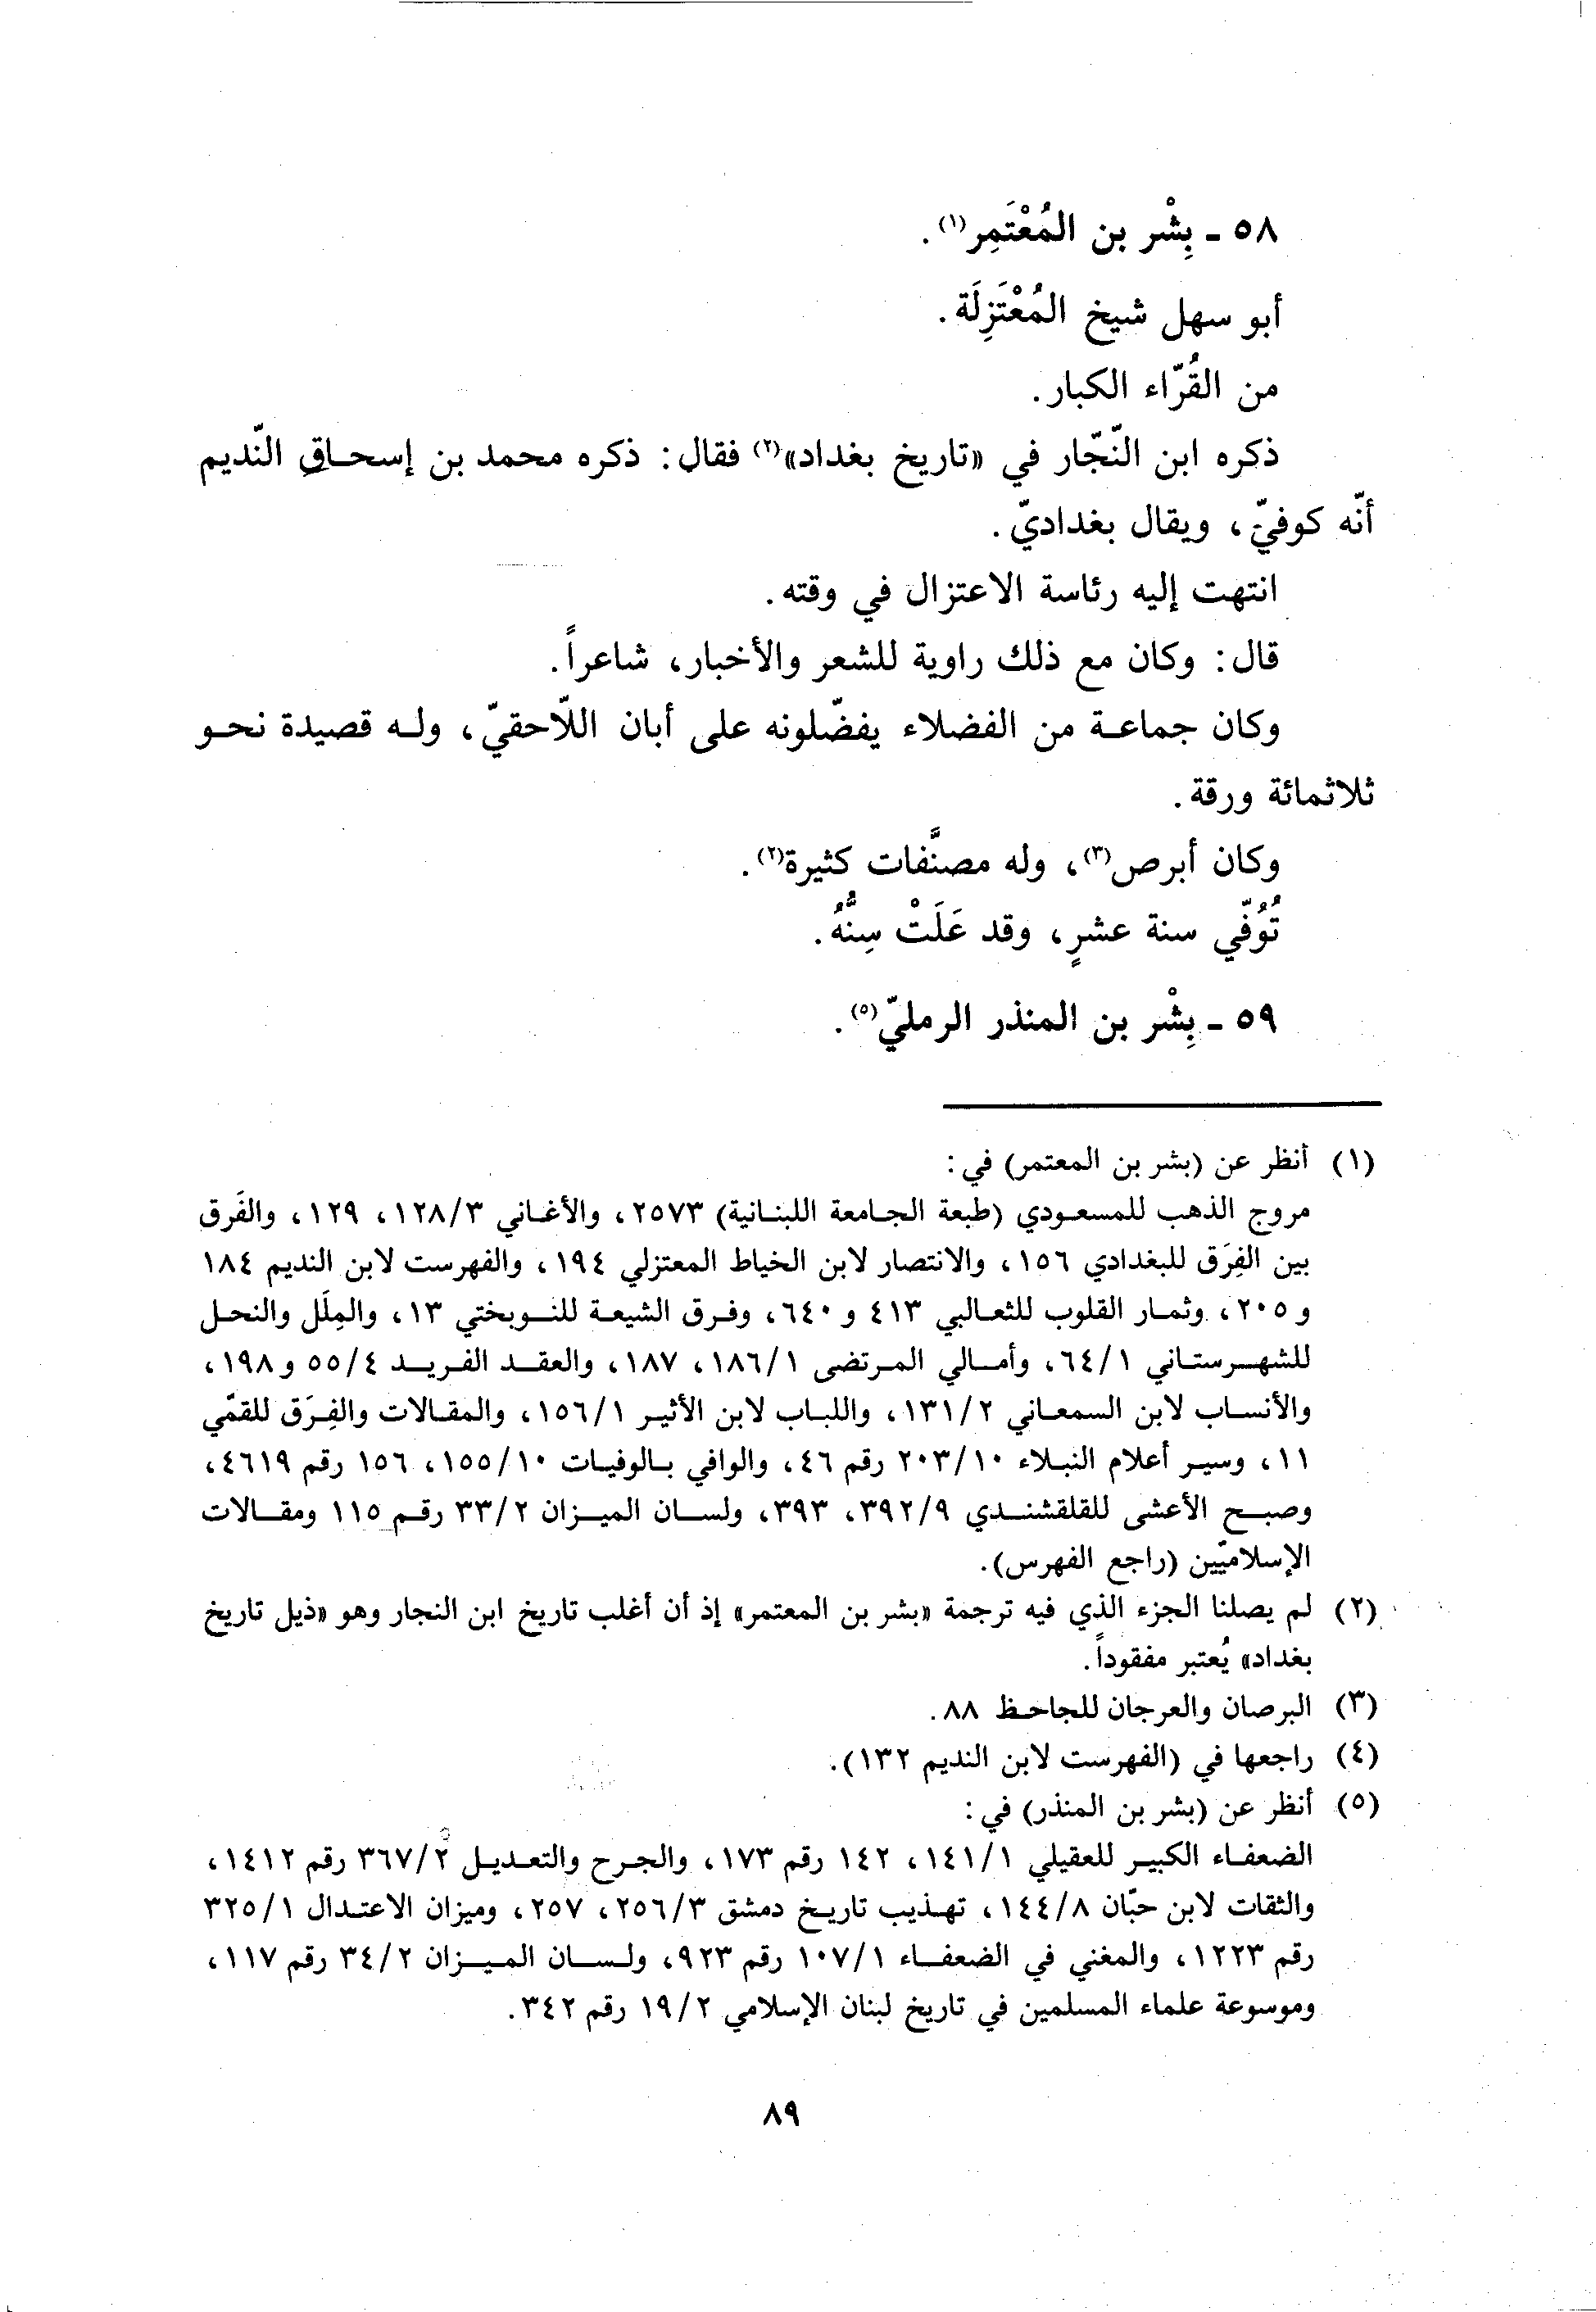 ٥٨ - بِشْر بن المُعْتَمِر(١).
أبو سهل شيخ المُعْتَزِلَة.
من القُرّاء الكبار.
ذكره ابن النّجّار في «تاريخ بغداد»(٢) فقال: ذكره محمد بن إسحاق النّديم
أنّه كوفيّ، ويقال بغداديّ.
انتهت إليه رئاسة الاعتزال في وقته.
قال: وكان مع ذلك راوية للشعر والأخبار، شاعراً.
وكان جماعة من الفضلاء يفضّلونه على أبان اللّاحقيّ، وله قصيدة نحو
ثلاثمائة ورقة.
وكان أبرص(٣)، وله مصنَّفات كثيرة(٢).
تُوُفّي سنة عشرٍ، وقد عَلَتْ سِنُّهُ.
٥٩ - بِشْر بن المنذر الرمليّ(٥).
(١) أنظر عن (بشر بن المعتمر) في:
مروج الذهب للمسعودي (طبعة الجامعة اللبنانية) ٢٥٧٣، والأغاني ١٢٨/٣، ١٢٩، والفَرق
بين الفِرَق للبغدادي ١٥٦، والانتصار لابن الخياط المعتزلي ١٩٤، والفهرست لابن النديم ١٨٤
و ٢٠٥، وثمار القلوب للثعالبي ٤١٣ و ٦٤٠، وفرق الشيعة للنوبختي ١٣، والمِلَل والنحل
للشهرستاني ٦٤/١، وأمالي المرتضى ١٨٦/١، ١٨٧، والعقد الفريد ٥٥/٤ و١٩٨،
والأنساب لابن السمعاني ١٣١/٢، واللباب لابن الأثير ١٥٦/١، والمقالات والفِرَق للقمّي
١١، وسير أعلام النبلاء ٢٠٣/١٠ رقم ٤٦، والوافي بالوفيات ١٥٥/١٠، ١٥٦ رقم ٤٦١٩،
وصبح الأعشى للقلقشندي ٣٩٢/٩، ٣٩٣، ولسان الميزان ٣٣/٢ رقم ١١٥ ومقالات
الإسلاميّين (راجع الفهرس).
(٢) لم يصلنا الجزء الذي فيه ترجمة «بشر بن المعتمر» إذ أن أغلب تاريخ ابن النجار وهو «ذيل تاريخ
بغداد» يُعتبر مفقوداً.
(٣) البرصان والعرجان للجاحظ ٨٨.
(٤) راجعها في (الفهرست لابن النديم ١٣٢).
(٥) أنظر عن (بشر بن المنذر) في:
الضعفاء الكبير للعقيلي ١٤١/١، ١٤٢ رقم ١٧٣، والجرح والتعديل ٣٦٧/٢ رقم ١٤١٢،
والثقات لابن حبّان ١٤٤/٨، تهذيب تاريخ دمشق ٢٥٦/٣، ٢٥٧، وميزان الاعتدال ٣٢٥/١
رقم ١٢٢٣، والمغني في الضعفاء ١٠٧/١ رقم ٩٢٣، ولسان الميزان ٣٤/٢ رقم ١١٧،
وموسوعة علماء المسلمين في تاريخ لبنان الإسلامي ١٩/٢ رقم ٣٤٢.
٨٩